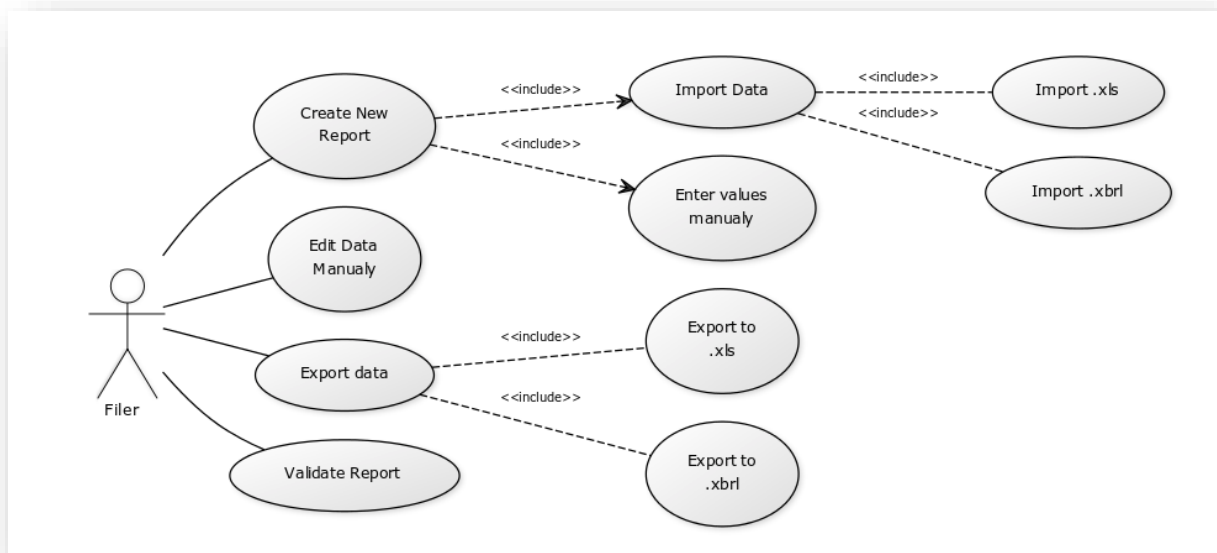 <<include>>
Import Data
<<include>>
Import .xls
Create New
Report
<<include>>
<<include>>
Enter values
manualy
Import .xbrl
Edit Data
Manualy
<<include>>
Export to
.xls
Export data
<<include>>
Filer
Validate Report
Export to
.xbrl